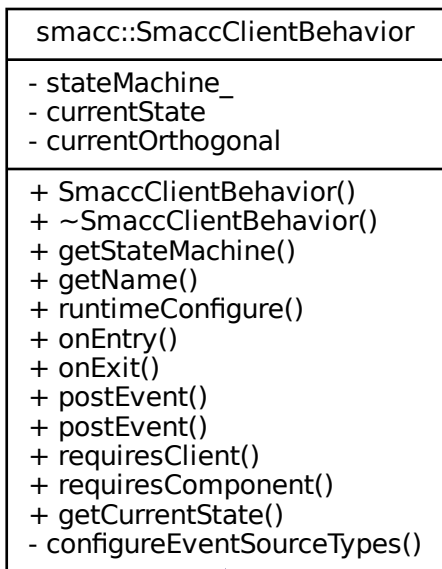 smacc::SmaccClientBehavior
- stateMachine_
- currentState
- currentOrthogonal
+ SmaccClientBehavior()
+ ~SmaccClientBehavior()
+ getStateMachine()
+ getName()
+ runtimeConfigure()
+ onEntry()
+ onExit()
+ postEvent()
+ postEvent()
+ requiresClient()
+ requiresComponent()
+ getCurrentState()
- configureEventSourceTypes()